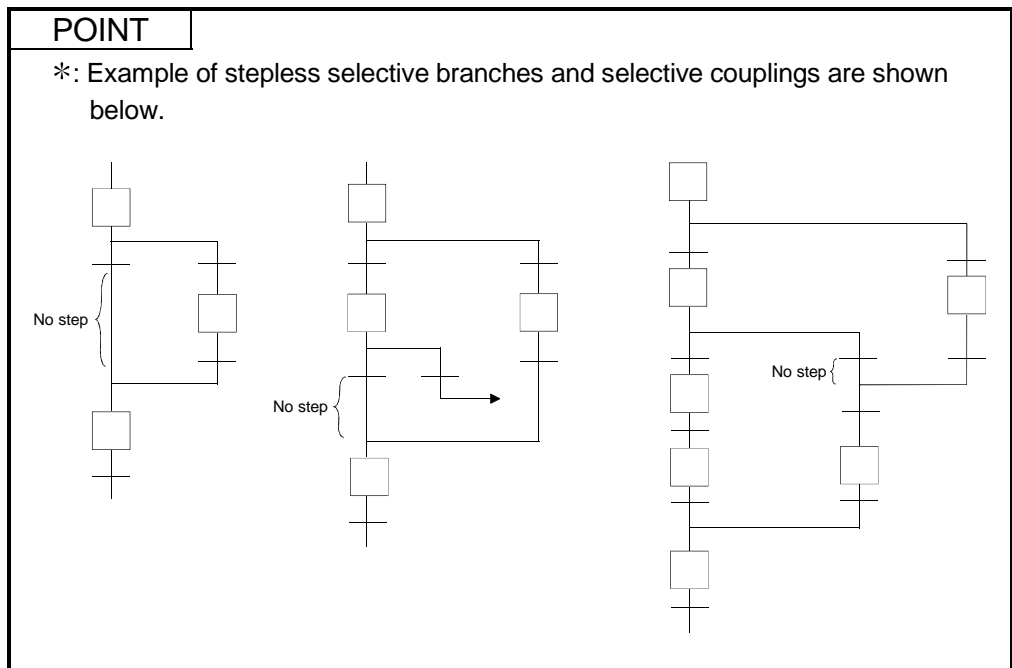 POINT
＊: Example of stepless selective branches and selective couplings are shown
below.
No step
No step
No step